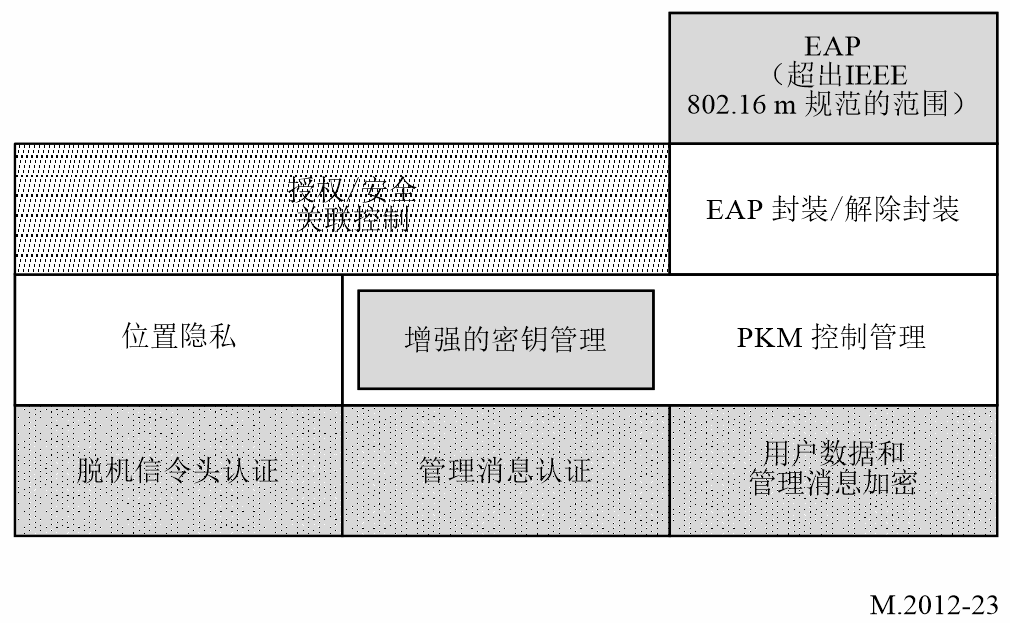 EAP
（超出IEEE
802.16 m 规范的范围）
授权/安全
关联控制
EAP 封装/解除封装
位置隐私
增强的密钥管理
PKM 控制管理
脱机信令头认证
管理消息认证
用户数据和
管理消息加密
M.2012-23